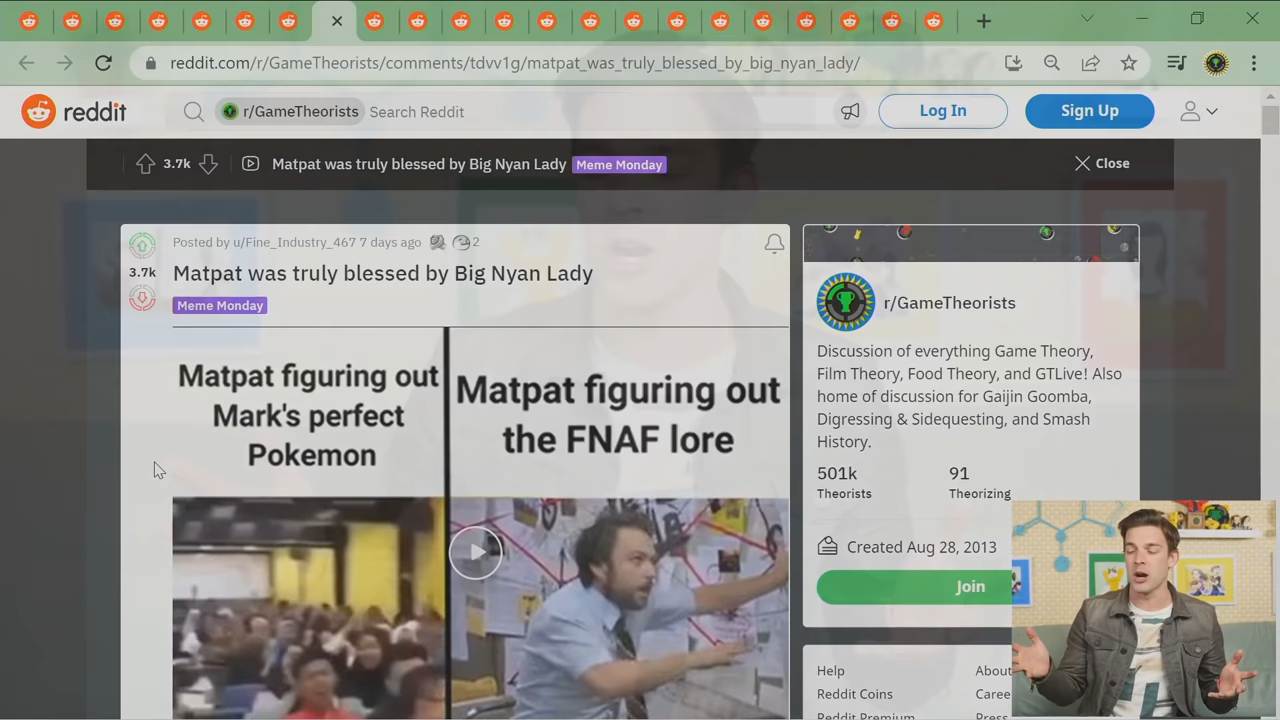 reddit.com/r/GameTheorists/comments/tdvv1g/matpat_was_truly_blessed_by_big_nyan_lady/
reddit
r/GameTheorists
Search Reddit
Log In
Sign Up
3.7k
Matpat was truly blessed by Big Nyan Lady
Meme Monday
Close
Posted by u/Fine_Industry_467 7 days ago
2
3.7k
Matpat was truly blessed by Big Nyan Lady
Meme Monday
Matpat figuring out
Mark's perfect
Pokemon
Matpat figuring out
the FNAF lore
r/GameTheorists
Discussion of everything Game Theory,
Film Theory, Food Theory, and GTLive! Also
home of discussion for Gaijin Goomba,
Digressing & Sidequesting, and Smash
History.
501k
91
Theorists
Theorizing
Created Aug 28, 2013
Join
Help
About
Reddit Coins
Caree
Reddit Premium
Press